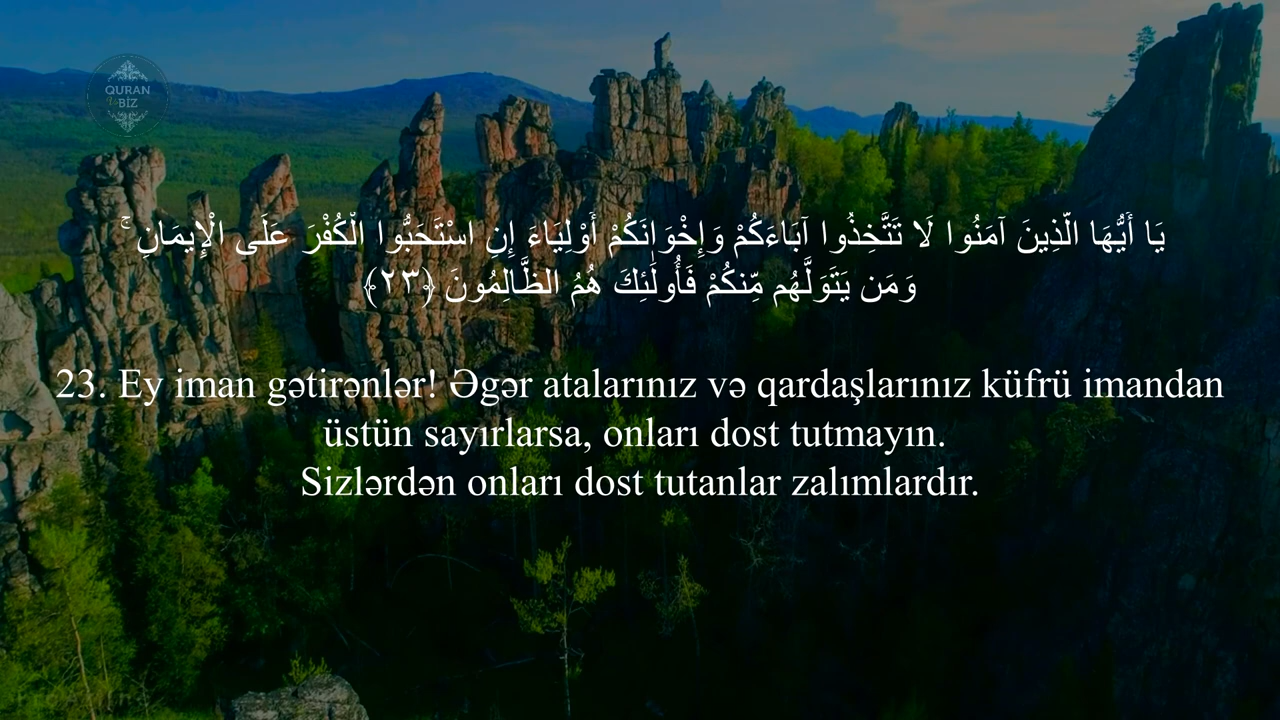 QURAN
Və BİZ
يَا أَيُّهَا الَّذِينَ آمَنُوا لَا تَتَّخِذُوا آبَاءَكُمْ وَإِخْوَانَكُمْ أَوْلِيَاءَ إِنِ اسْتَحَبُّوا الْكُفْرَ عَلَى الْإِيمَانِ ۚ
وَمَن يَتَوَلَّهُم مِّنكُمْ فَأُولَٰئِكَ هُمُ الظَّالِمُونَ ﴿٢٣﴾
23. Ey iman gətirənlər! Əgər atalarınız və qardaşlarınız küfrü imandan
üstün sayırlarsa, onları dost tutmayın.
Sizlərdən onları dost tutanlar zalımlardır.